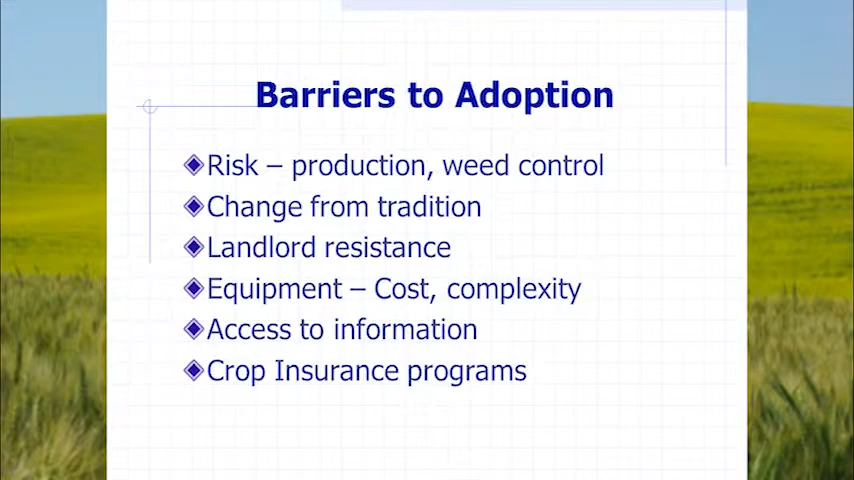 Barriers to Adoption
Risk – production, weed control
Change from tradition
Landlord resistance
Equipment – Cost, complexity
Access to information
Crop Insurance programs